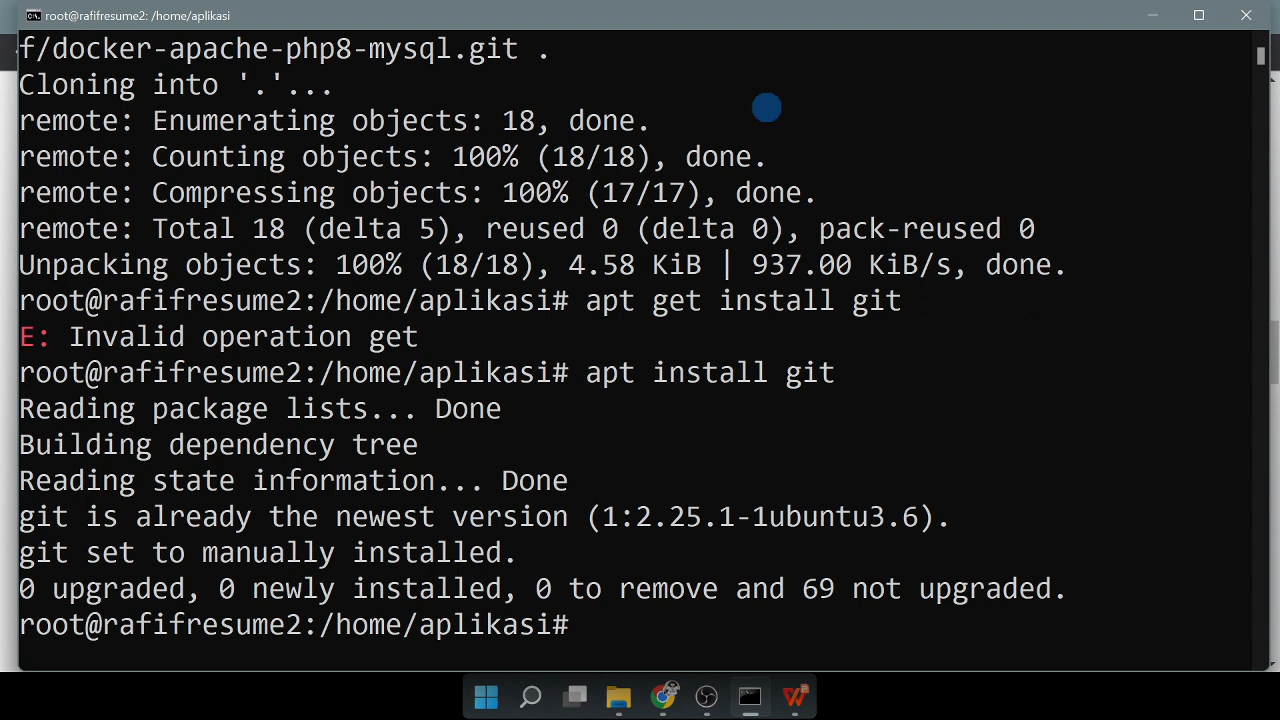 root@rafifresume2: /home/aplikasi
f/docker-apache-php8-mysql.git .
Cloning into '.'...
remote: Enumerating objects: 18, done.
remote: Counting objects: 100% (18/18), done.
remote: Compressing objects: 100% (17/17), done.
remote: Total 18 (delta 5), reused 0 (delta 0), pack-reused 0
Unpacking objects: 100% (18/18), 4.58 KiB | 937.00 KiB/s, done.
root@rafifresume2:/home/aplikasi# apt get install git
E: Invalid operation get
root@rafifresume2:/home/aplikasi# apt install git
Reading package lists... Done
Building dependency tree
Reading state information... Done
git is already the newest version (1:2.25.1-1ubuntu3.6).
git set to manually installed.
0 upgraded, 0 newly installed, 0 to remove and 69 not upgraded.
root@rafifresume2:/home/aplikasi#